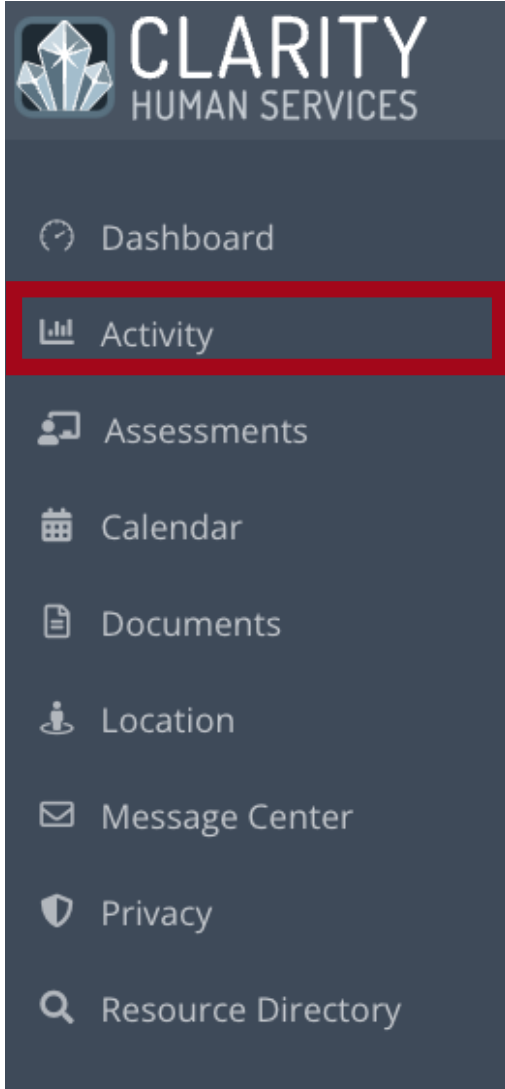 CLARITY
HUMAN SERVICES
Dashboard
Activity
Assessments
Calendar
Documents
Location
Message Center
Privacy
Resource Directory